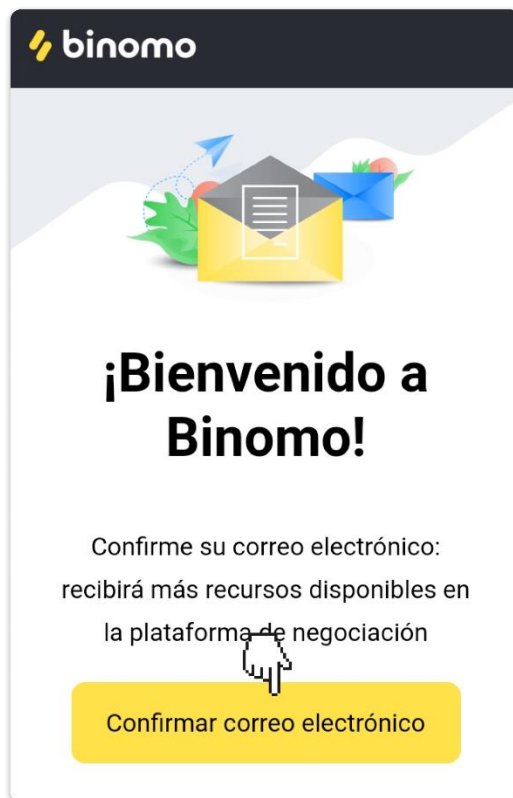 binomo
¡Bienvenido a
Binomo!
Confirme su correo electrónico:
recibirá más recursos disponibles en
la plataforma de negociación
Confirmar correo electrónico